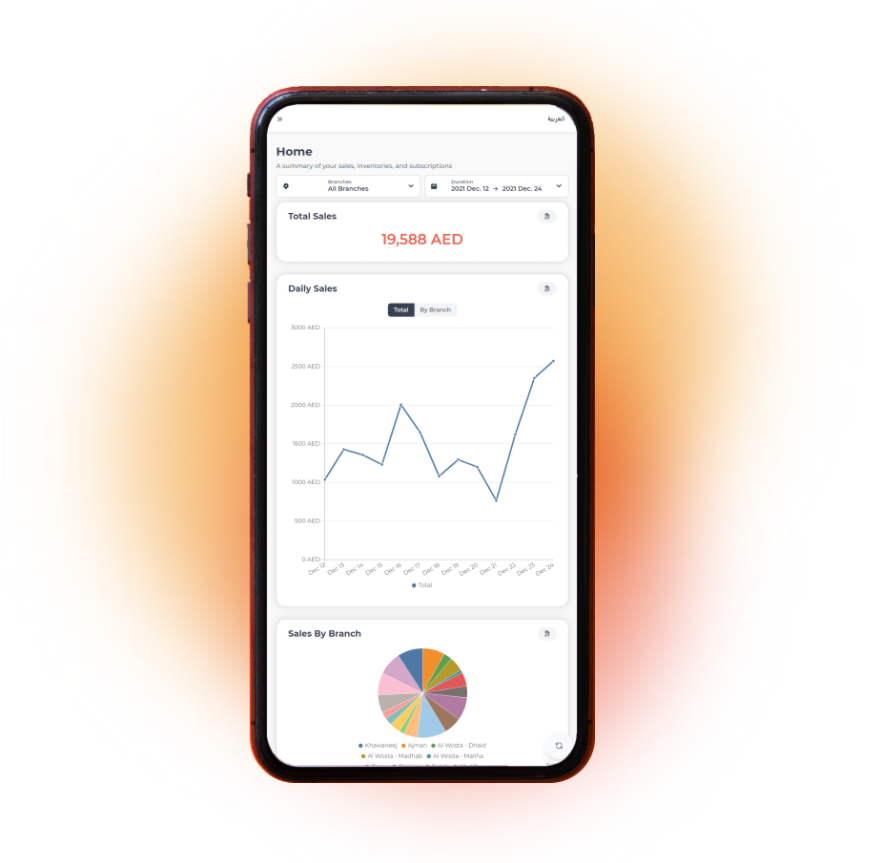 » العربية
Home
A summary of your sales, inventories, and subscriptions
Branches
All Branches
Duration
2021 Dec. 12 → 2021 Dec. 24
Total Sales
19,588 AED
Daily Sales
Total By Branch
3000 AED
2500 AED
2000 AED
1500 AED
1000 AED
500 AED
0 AED
Dec 12 Dec 13 Dec 14 Dec 15 Dec 16 Dec 17 Dec 18 Dec 19 Dec 20 Dec 21 Dec 22 Dec 23 Dec 24
Total
Sales By Branch
Khawaneej Ajman Al Wosta - Dhaid
Al Wosta - Madhab Al Wosta - Maliha